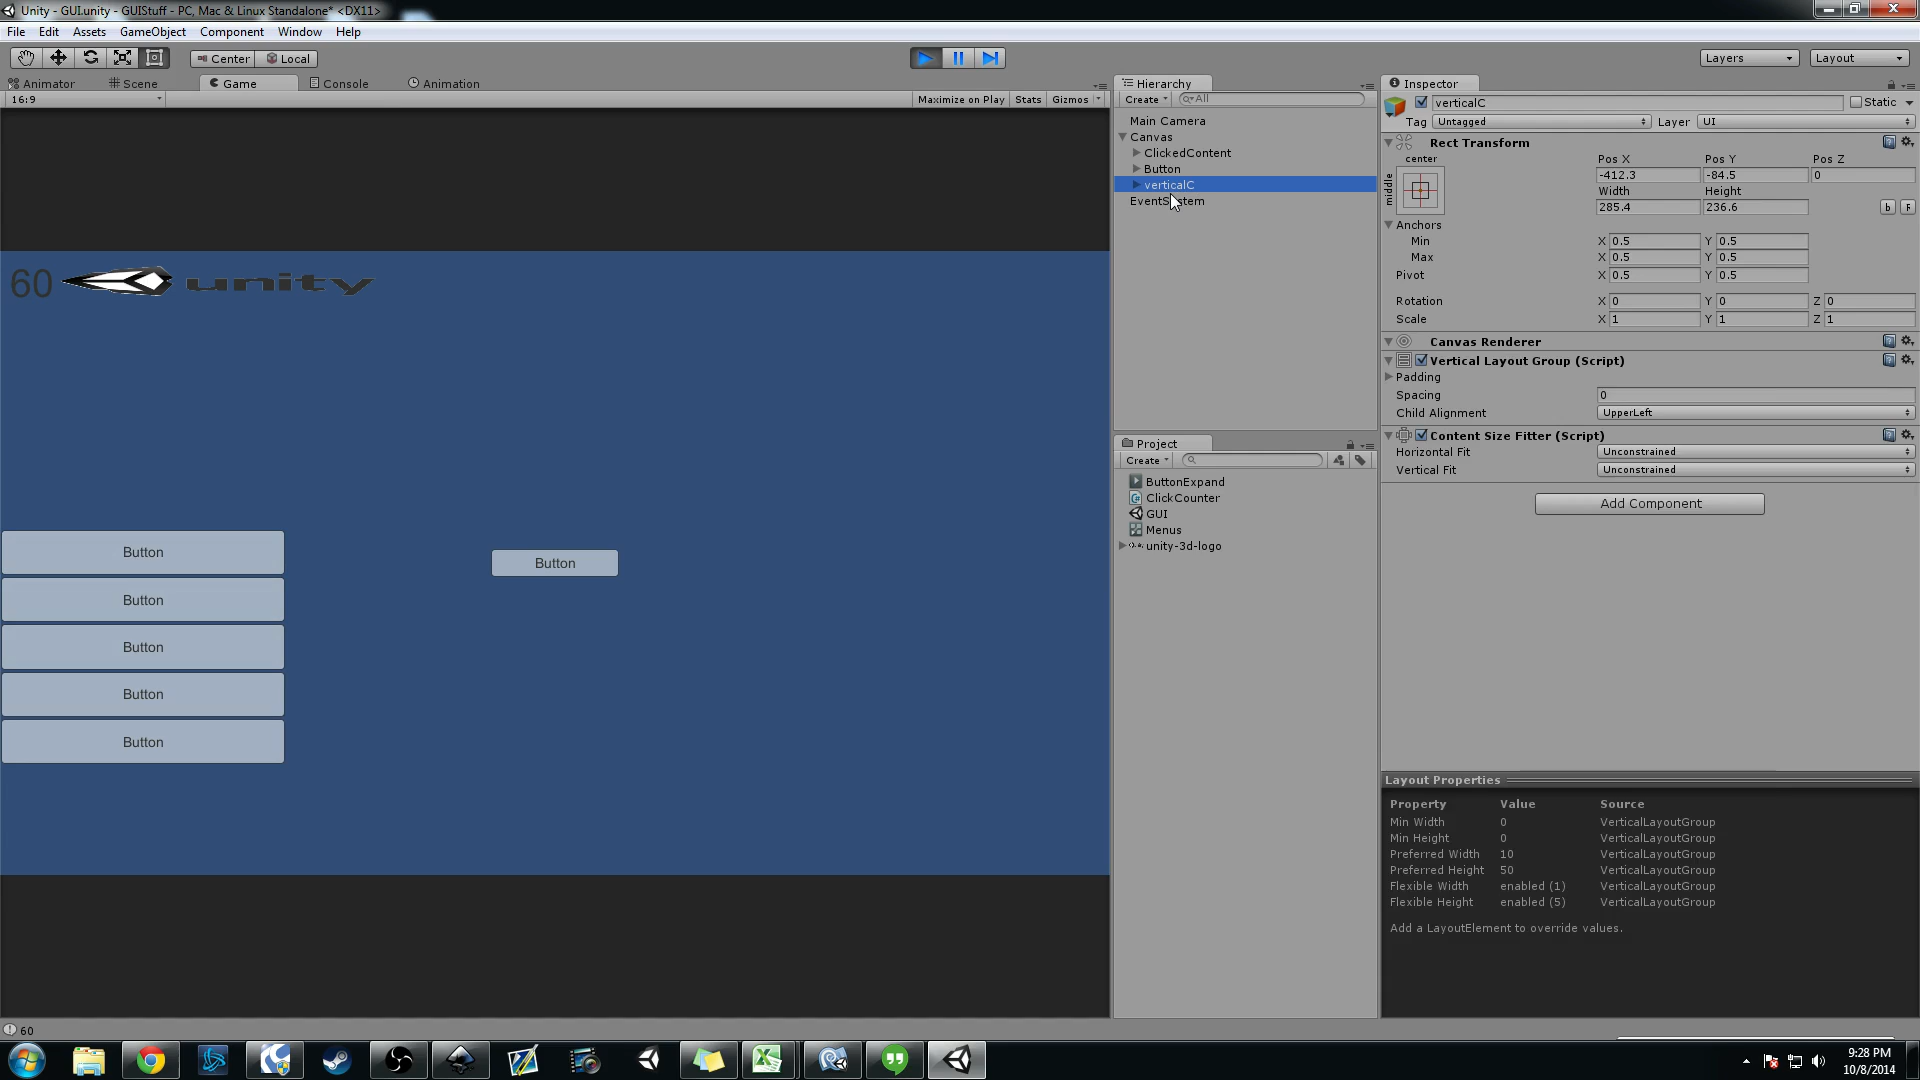 Unity - GUI.unity - GUIStuff - PC, Mac & Linux Standalone* <DX11>
File Edit Assets GameObject Component Window Help
Center Local Layers Layout
Animator Scene Game Console Animation
16:9 Maximize on Play Stats Gizmos
60 unity
Button
Button
Button
Button
Button
Button
Hierarchy
Create All
Main Camera
Canvas
ClickedContent
Button
verticalC
EventSystem
Project
Create
ButtonExpand
ClickCounter
GUI
Menus
unity-3d-logo
Inspector
verticalC Static
Tag Untagged Layer UI
Rect Transform
center
middle
Pos X Pos Y Pos Z
-412.3 -84.5 0
Width Height
285.4 236.6 b R
Anchors
Min X 0.5 Y 0.5
Max X 0.5 Y 0.5
Pivot X 0.5 Y 0.5
Rotation X 0 Y 0 Z 0
Scale X 1 Y 1 Z 1
Canvas Renderer
Vertical Layout Group (Script)
Padding
Spacing 0
Child Alignment UpperLeft
Content Size Fitter (Script)
Horizontal Fit Unconstrained
Vertical Fit Unconstrained
Add Component
Layout Properties
Property Value Source
Min Width 0 VerticalLayoutGroup
Min Height 0 VerticalLayoutGroup
Preferred Width 10 VerticalLayoutGroup
Preferred Height 50 VerticalLayoutGroup
Flexible Width enabled (1) VerticalLayoutGroup
Flexible Height enabled (5) VerticalLayoutGroup
Add a LayoutElement to override values.
60
9:28 PM
10/8/2014